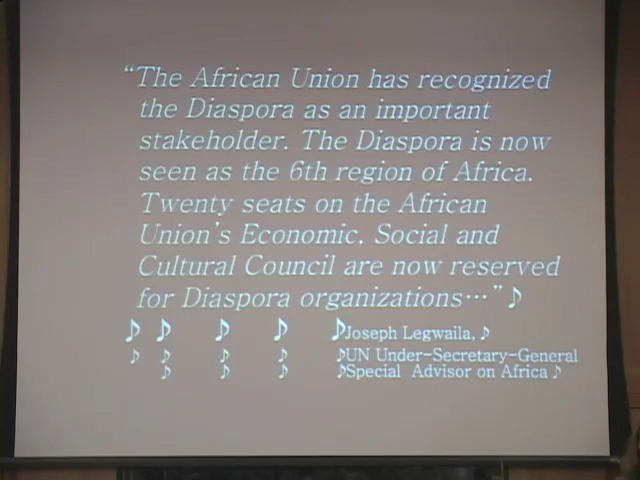 “The African Union has recognized
the Diaspora as an important
stakeholder. The Diaspora is now
seen as the 6th region of Africa.
Twenty seats on the African
Union's Economic, Social and
Cultural Council are now reserved
for Diaspora organizations…”♪
♪ ♪ ♪ ♪ ♪Joseph Legwaila, ♪
♪ ♪ ♪ ♪ ♪UN Under-Secretary-General
♪ ♪ ♪ ♪Special Advisor on Africa ♪